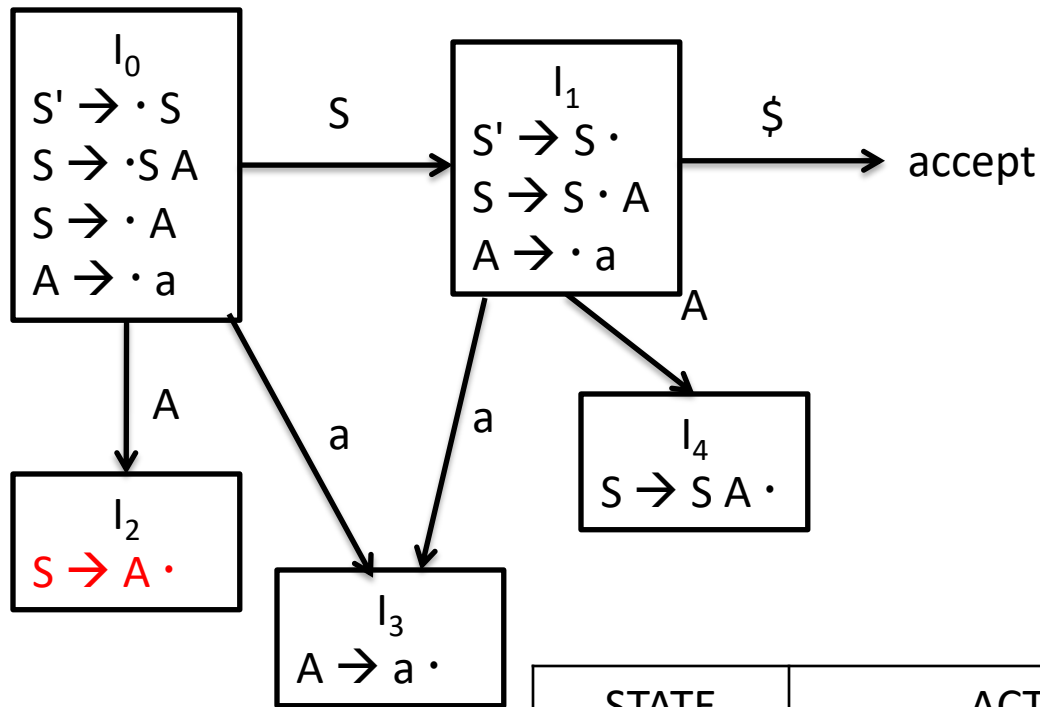 I₀
S' → · S
S → ·S A
S → · A
A → · a
S
I₁
S' → S ·
S → S · A
A → · a
$
accept
A
a
a
A
I₂
S → A ·
I₃
A → a ·
I₄
S → S A ·
STATE